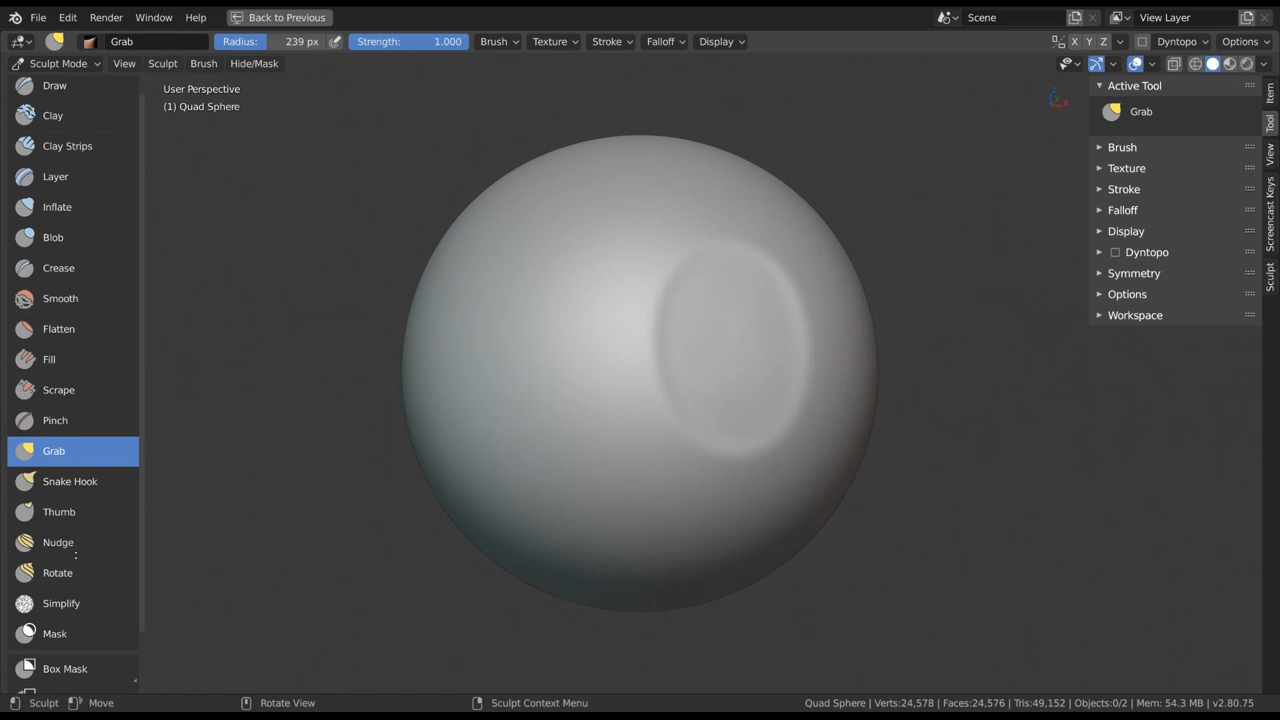 File Edit Render Window Help Back to Previous Scene View Layer
Grab Radius: 239 px Strength: 1.000 Brush Texture Stroke Falloff Display X Y Z Dyntopo Options
Sculpt Mode View Sculpt Brush Hide/Mask
User Perspective
(1) Quad Sphere
Draw
Clay
Clay Strips
Layer
Inflate
Blob
Crease
Smooth
Flatten
Fill
Scrape
Pinch
Grab
Snake Hook
Thumb
Nudge
Rotate
Simplify
Mask
Box Mask
Z
Y
X
Active Tool
Grab
Brush
Texture
Stroke
Falloff
Display
Dyntopo
Symmetry
Options
Workspace
Item
Tool
View
Screencast Keys
Sculpt
Sculpt Move Rotate View Sculpt Context Menu Quad Sphere | Verts:24,578 | Faces:24,576 | Tris:49,152 | Objects:0/2 | Mem: 54.3 MB | v2.80.75